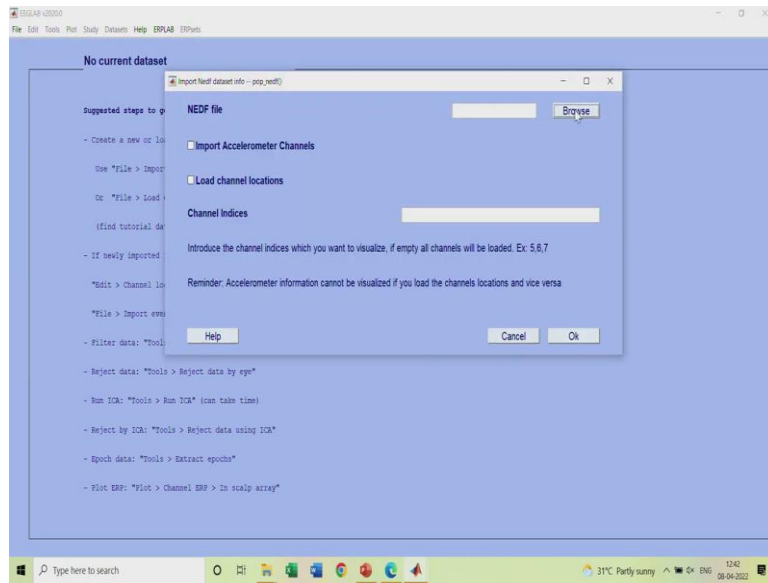 EEGLAB v2020.0
File Edit Tools Plot Study Datasets Help ERPLAB ERPsets
No current dataset
Import Nedf dataset info -- pop_nedf()
Suggested steps to g
NEDF file
Browse
- Create a new or lo
Import Accelerometer Channels
Use "File > Impor
Load channel locations
Or "File > Load
Channel Indices
(find tutorial da
- If newly imported
Introduce the channel indices which you want to visualize, if empty all channels will be loaded. Ex: 5,6,7
"Edit > Channel lo
Reminder: Accelerometer information cannot be visualized if you load the channels locations and vice versa
"File > Import eve
- Filter data: "Tool
Help Cancel Ok
- Reject data: "Tools > Reject data by eye"
- Run ICA: "Tools > Run ICA" (can take time)
- Reject by ICA: "Tools > Reject data using ICA"
- Epoch data: "Tools > Extract epochs"
- Plot ERP: "Plot > Channel ERP > In scalp array"
Type here to search
31°C Partly sunny ENG 12:42
08-04-2022